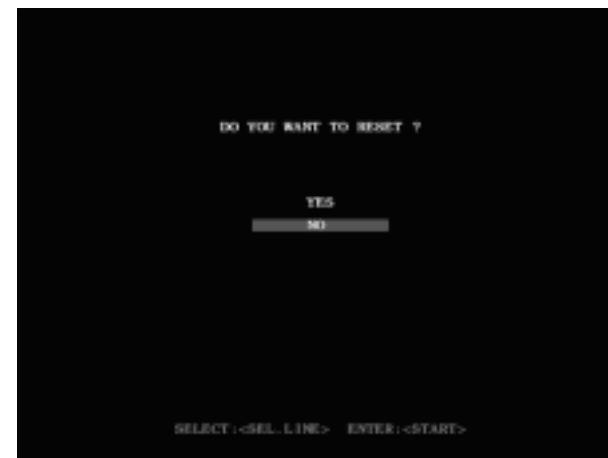 DO YOU WANT TO RESET ?
YES
NO
SELECT:<SEL.LINE> ENTER:<START>